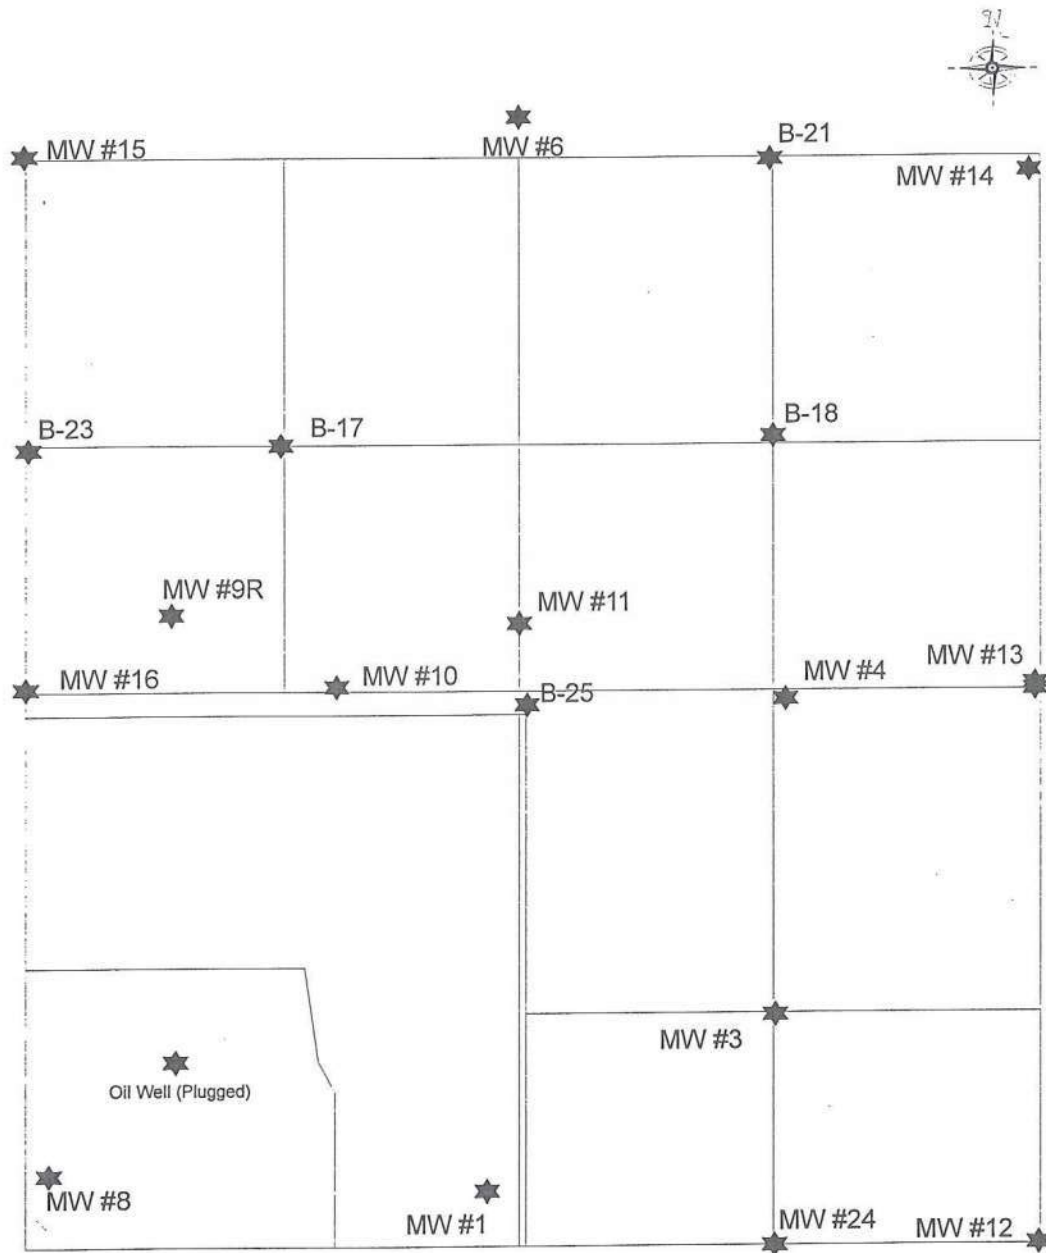 MW #15
MW #6
B-21
MW #14
B-23
B-17
B-18
MW #9R
MW #11
MW #16
MW #10
B-25
MW #4
MW #13
MW #3
Oil Well (Plugged)
MW #8
MW #1
MW #24
MW #12